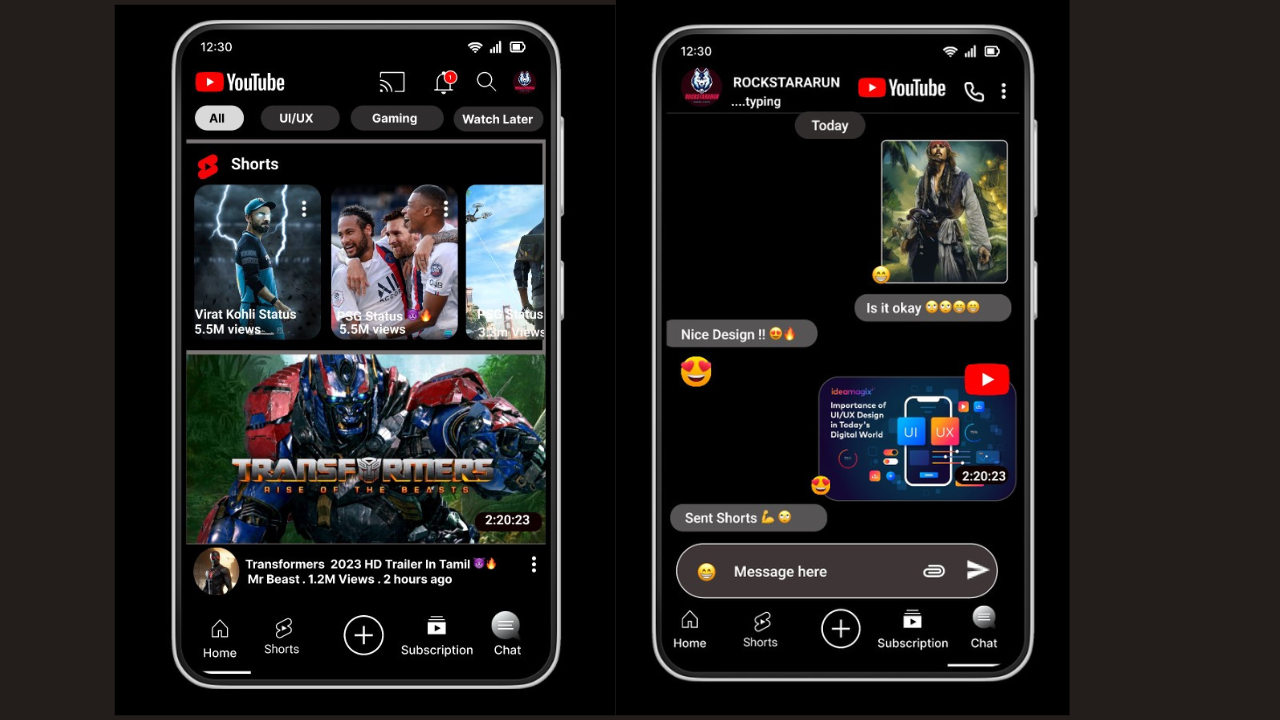 12:30
YouTube
1
All
UI/UX
Gaming
Watch Later
Shorts
Virat Kohli Status
5.5M views
PSG Status 😈🔥
5.5M views
PSG Status
3.3m Views
TRANSFORMERS
RISE OF THE BEASTS
2:20:23
Transformers 2023 HD Trailer In Tamil 😈🔥
Mr Beast . 1.2M Views . 2 hours ago
Home
Shorts
Subscription
Chat
12:30
ROCKSTARARUN
ROCKSTARARUN
....typing
YouTube
Today
Is it okay 🙄🙄😁😁
Nice Design !! 😍🔥
ideamagix
Importance of
UI/UX Design
in Today's
Digital World
UI
UX
2:20:23
Sent Shorts 💪🙄
Message here
Home
Shorts
Subscription
Chat